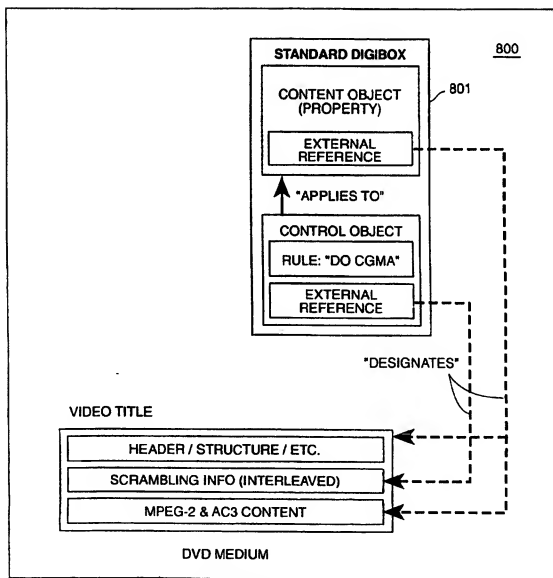 STANDARD DIGIBOX
800
CONTENT OBJECT
(PROPERTY)
801
EXTERNAL
REFERENCE
"APPLIES TO"
CONTROL OBJECT
RULE: "DO CGMA"
EXTERNAL
REFERENCE
"DESIGNATES"
VIDEO TITLE
HEADER / STRUCTURE / ETC.
SCRAMBLING INFO (INTERLEAVED)
MPEG-2 & AC3 CONTENT
DVD MEDIUM